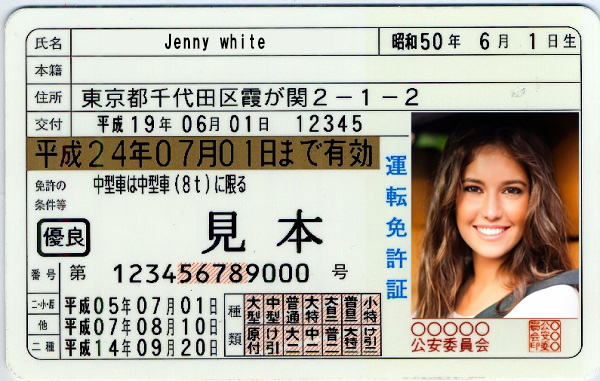 氏名 Jenny white 昭和50年 6月 1日生
本籍
住所 東京都千代田区霞が関2-1-2
交付 平成19年06月01日 12345
平成24年07月01日まで有効
免許の条件等 中型車は中型車(8t)に限る
見本
優良
番号 第 123456789000 号
二・小・原 平成05年07月01日
他 平成07年08月10日
二種 平成14年09月20日
種類 大型 中型 普通 大特 大自二 普自二 小特
原付 け引 大二 中二 普二 大特二 け引二
運転免許証
○○○○○
公安委員会